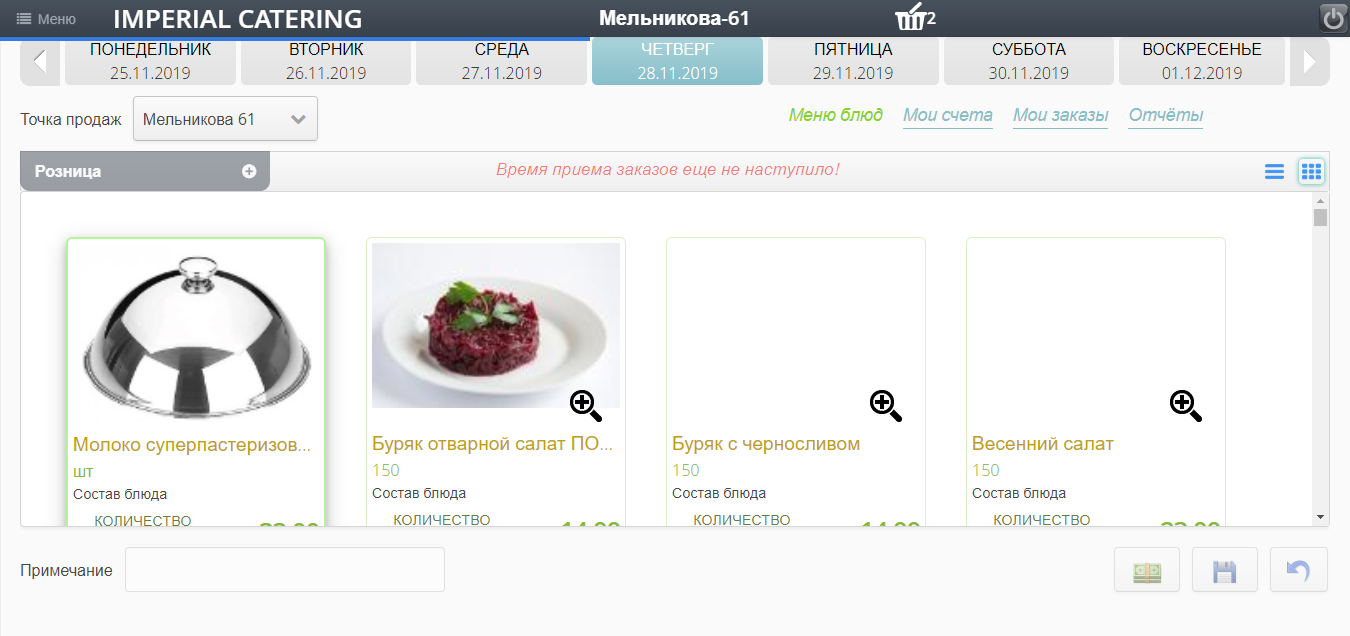 Меню IMPERIAL CATERING Мельникова-61 2
ПОНЕДЕЛЬНИК ВТОРНИК СРЕДА ЧЕТВЕРГ ПЯТНИЦА СУББОТА ВОСКРЕСЕНЬЕ
25.11.2019 26.11.2019 27.11.2019 28.11.2019 29.11.2019 30.11.2019 01.12.2019
Точка продаж Мельникова 61 Меню блюд Мои счета Мои заказы Отчёты
Розница Время приема заказов еще не наступило!
Молоко суперпастеризов... Буряк отварной салат ПО... Буряк с черносливом Весенний салат
шт 150 150 150
Состав блюда Состав блюда Состав блюда Состав блюда
КОЛИЧЕСТВО КОЛИЧЕСТВО КОЛИЧЕСТВО КОЛИЧЕСТВО
Примечание